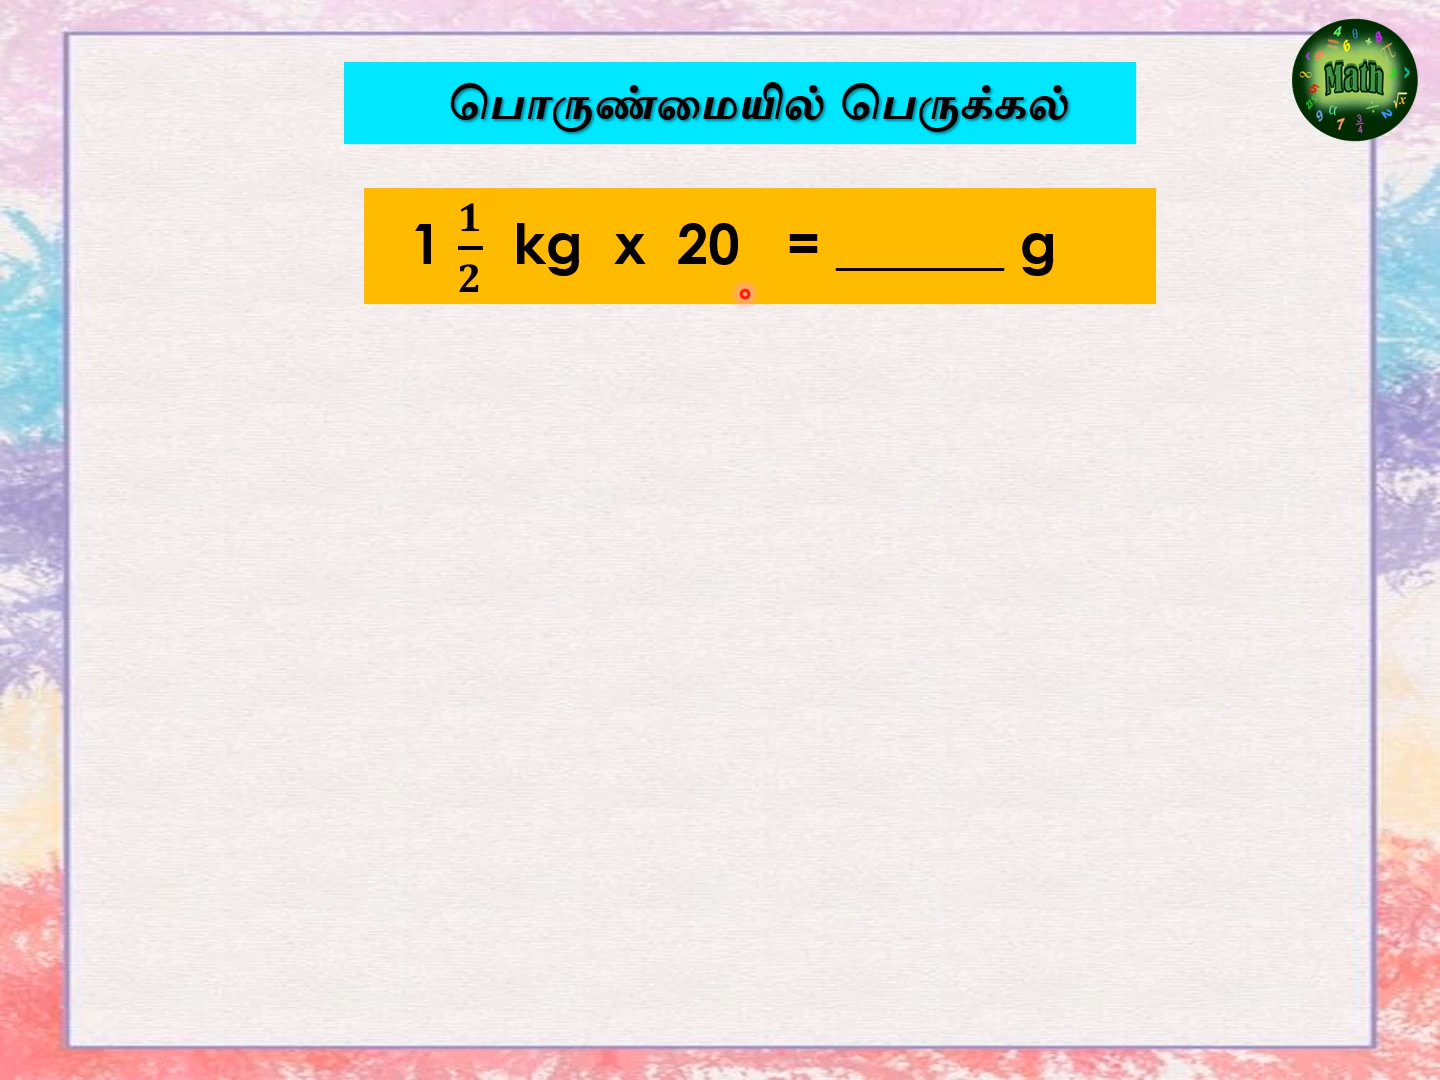 பொருண்மையில் பெருக்கல்
1 1/2 kg x 20 = ______ g
Math